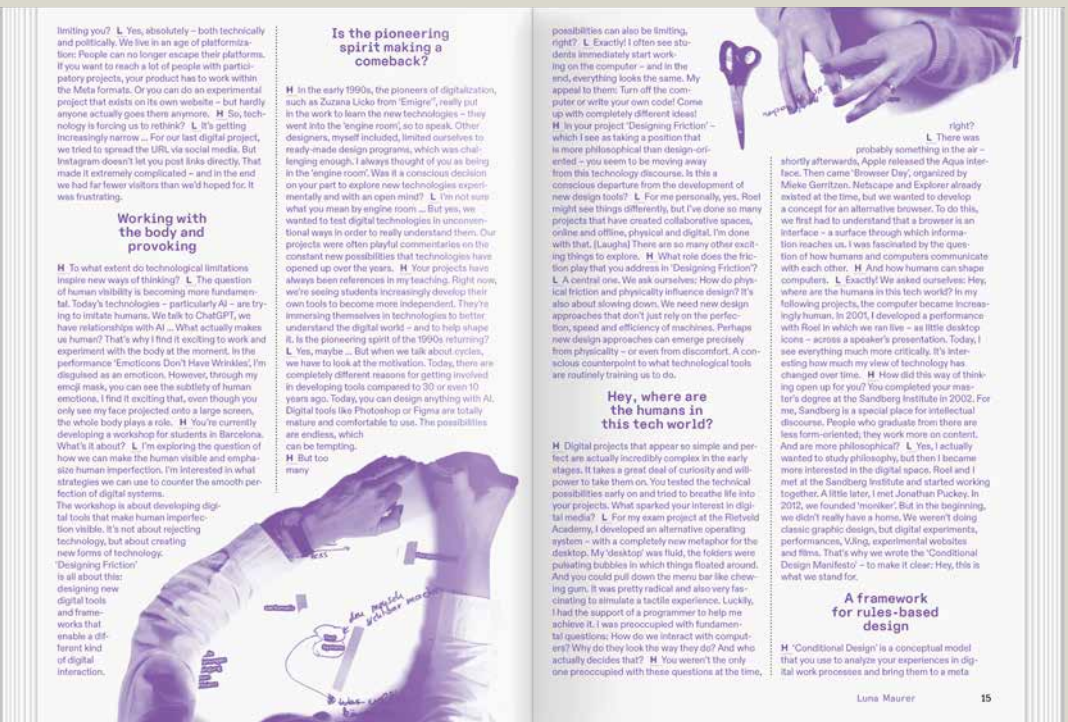 limiting you?  L  Yes, absolutely – both technically
and politically. We live in an age of platformiza-
tion: People can no longer escape their platforms.
If you want to reach a lot of people with partici-
patory projects, your product has to work within
the Meta formats. Or you can do an experimental
project that exists on its own website – but hardly
anyone actually goes there anymore.  H  So, tech-
nology is forcing us to rethink?  L  It's getting
increasingly narrow ... For our last digital project,
we tried to spread the URL via social media. But
Instagram doesn't let you post links directly. That
made it extremely complicated – and in the end
we had far fewer visitors than we'd hoped for. It
was frustrating.
Working with
the body and
provoking
H  To what extent do technological limitations
inspire new ways of thinking?  L  The question
of human visibility is becoming more fundamen-
tal. Today's technologies – particularly AI – are try-
ing to imitate humans. We talk to ChatGPT, we
have relationships with AI ... What actually makes
us human? That's why I find it exciting to work and
experiment with the body at the moment. In the
performance 'Emoticons Don't Have Wrinkles', I'm
disguised as an emoticon. However, through my
emoji mask, you can see the subtlety of human
emotions. I find it exciting that, even though you
only see my face projected onto a large screen,
the whole body plays a role.  H  You're currently
developing a workshop for students in Barcelona.
What's it about?  L  I'm exploring the question of
how we can make the human visible and empha-
size human imperfection. I'm interested in what
strategies we can use to counter the smooth per-
fection of digital systems.
The workshop is about developing digi-
tal tools that make human imperfec-
tion visible. It's not about rejecting
technology, but about creating
new forms of technology.
'Designing Friction'
is all about this:
designing new
digital tools
and frame-
works that
enable a dif-
ferent kind
of digital
interaction.
Is the pioneering
spirit making a
comeback?
H  In the early 1990s, the pioneers of digitalization,
such as Zuzana Licko from 'Emigre', really put
in the work to learn the new technology – they
went into the 'engine room', so to speak. Other
designers, myself included, limited ourselves to
ready-made design programs, which was chal-
lenging enough. I always thought of you as being
in the 'engine room'. Was it a conscious decision
on your part to explore new technologies experi-
mentally and with an open mind?  L  I'm not sure
what you mean by engine room ... But yes, we
wanted to test digital technologies in unconven-
tional ways in order to really understand them. Our
projects were often playful commentaries on the
constant new possibilities that technologies have
opened up over the years.  H  Your projects have
always been references in my teaching. Right now,
we're seeing students increasingly develop their
own tools to become more independent. They're
immersing themselves in technologies to better
understand the digital world – and to help shape
it. Is the pioneering spirit of the 1990s returning?
L  Yes, maybe ... But when we talk about cycles,
we have to look at the motivation. Today, there are
completely different reasons for getting involved
in developing tools compared to 30 or even 10
years ago. Today, you can design anything with AI.
Digital tools like Photoshop or Figma are totally
mature and comfortable to use. The possibilities
are endless, which
can be tempting.
H  But too
many
der Mensch
sichtbar machen
possibilities can also be limiting,
right?  L  Exactly! I often see stu-
dents immediately start work-
ing on the computer – and in the
end, everything looks the same. My
appeal to them: Turn off the com-
puter or write your own code! Come
up with completely different ideas!
H  In your project 'Designing Friction' –
which I see as taking a position that
is more philosophical than design-ori-
ented – you seem to be moving away
from this technology discourse. Is this a
conscious departure from the development of
new design tools?  L  For me personally, yes. Roel
might see things differently, but I've done so many
projects that have created collaborative spaces,
online and offline, physical and digital. I'm done
with that. [Laughs] There are so many other excit-
ing things to explore.  H  What role does the fric-
tion play that you address in 'Designing Friction'?
L  A central one. We ask ourselves: How do phys-
ical friction and physicality influence design? It's
also about slowing down. We need new design
approaches that don't just rely on the perfec-
tion, speed and efficiency of machines. Perhaps
new design approaches can emerge precisely
from physicality – or even from discomfort. A con-
scious counterpoint to what technological tools
are routinely training us to do.
Hey, where are
the humans in
this tech world?
H  Digital projects that appear so simple and per-
fect are actually incredibly complex in the early
stages. It takes a great deal of curiosity and will-
power to take them on. You tested the technical
possibilities early on and tried to breathe life into
your projects. What sparked your interest in digi-
tal media?  L  For my exam project at the Rietveld
Academy, I developed an alternative operating
system – with a completely new metaphor for the
desktop. My 'desktop' was fluid, the folders were
pulsating bubbles in which things floated around.
And you could pull down the menu bar like chew-
ing gum. It was pretty radical and also very fas-
cinating to simulate a tactile experience. Luckily,
I had the support of a programmer to help me
achieve it. I was preoccupied with fundamen-
tal questions: How do we interact with comput-
ers? Why do they look the way they do? And who
actually decides that?  H  You weren't the only
one preoccupied with these questions at the time,
right?
L  There was
probably something in the air –
shortly afterwards, Apple released the Aqua inter-
face. Then came 'Browser Day', organized by
Mieke Gerritzen. Netscape and Explorer already
existed at the time, but we wanted to develop
a concept for an alternative browser. To do this,
we first had to understand that a browser is an
interface – a surface through which informa-
tion reaches us. I was fascinated by the ques-
tion of how humans and computers communicate
with each other.  H  And how humans can shape
computers.  L  Exactly! We asked ourselves: Hey,
where are the humans in this tech world? In my
following projects, the computer became increas-
ingly human. In 2001, I developed a performance
with Roel in which we ran live – as little desktop
icons – across a speaker's presentation. Today, I
see everything much more critically. It's inter-
esting how much my view of technology has
changed over time.  H  How did this way of think-
ing open up for you? You completed your mas-
ter's degree at the Sandberg Institute in 2002. For
me, Sandberg is a special place for intellectual
discourse. People who graduate from there are
less form-oriented; they work more on content.
And are more philosophical?  L  Yes, I actually
wanted to study philosophy, but then I became
more interested in the digital space. Roel and I
met at the Sandberg Institute and started working
together. A little later, I met Jonathan Puckey. In
2012, we founded 'moniker'. But in the beginning,
we didn't really have a home. We weren't doing
classic graphic design, but digital experiments,
performances, VJing, experimental websites
and films. That's why we wrote the 'Conditional
Design Manifesto' – to make it clear: Hey, this is
what we stand for.
A framework
for rules-based
design
H  'Conditional Design' is a conceptual model
that you use to analyze your experiences in dig-
ital work processes and bring them to a meta
Luna Maurer
15